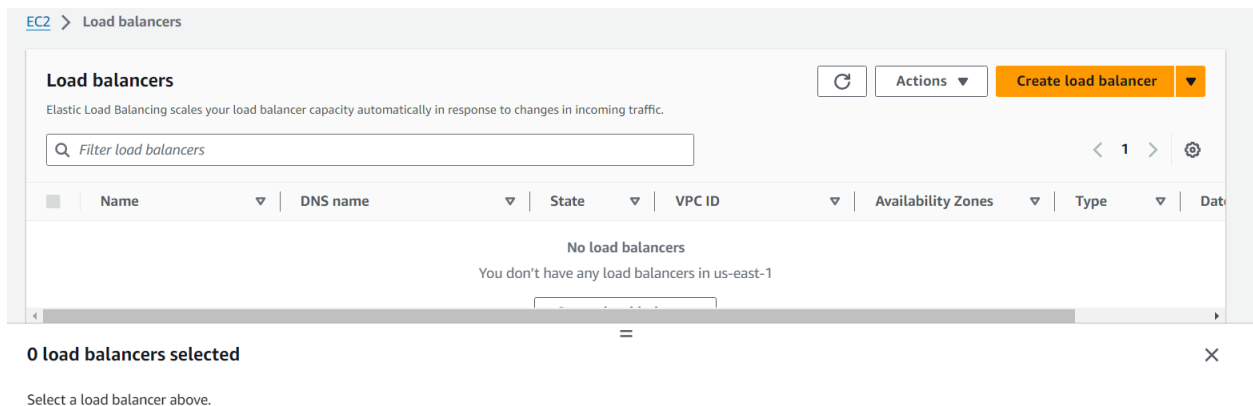 EC2 > Load balancers
Load balancers
Actions
Create load balancer
Elastic Load Balancing scales your load balancer capacity automatically in response to changes in incoming traffic.
Filter load balancers
1
Name DNS name State VPC ID Availability Zones Type Dat
No load balancers
You don't have any load balancers in us-east-1
0 load balancers selected
Select a load balancer above.